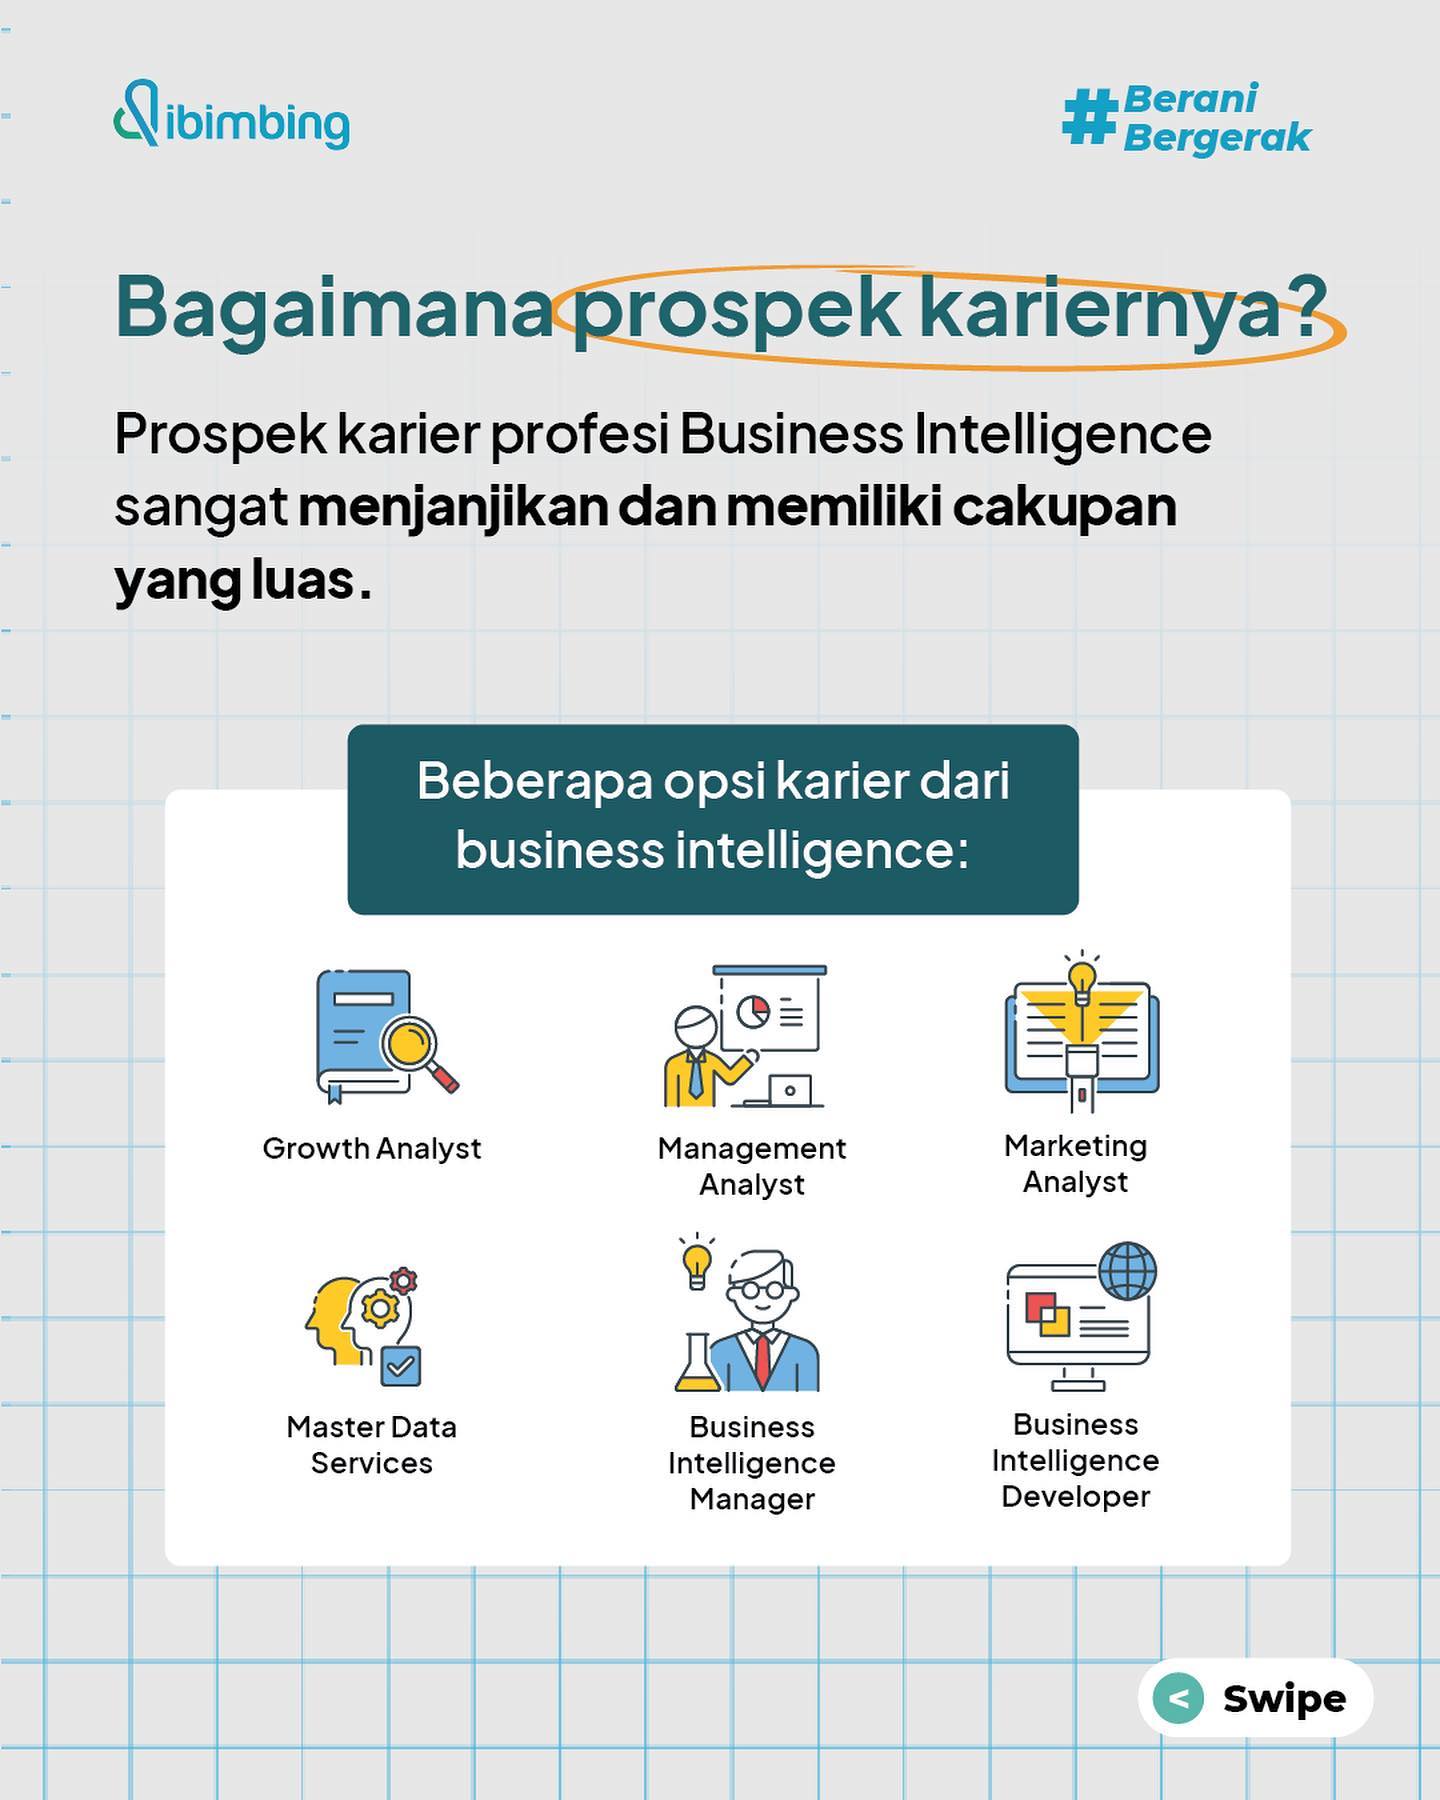 ibimbing
#Berani
Bergerak
Bagaimana prospek kariernya?
Prospek karier profesi Business Intelligence
sangat menjanjikan dan memiliki cakupan
yang luas.
Beberapa opsi karier dari
business intelligence:
Growth Analyst
Management
Analyst
Marketing
Analyst
Master Data
Services
Business
Intelligence
Manager
Business
Intelligence
Developer
< Swipe